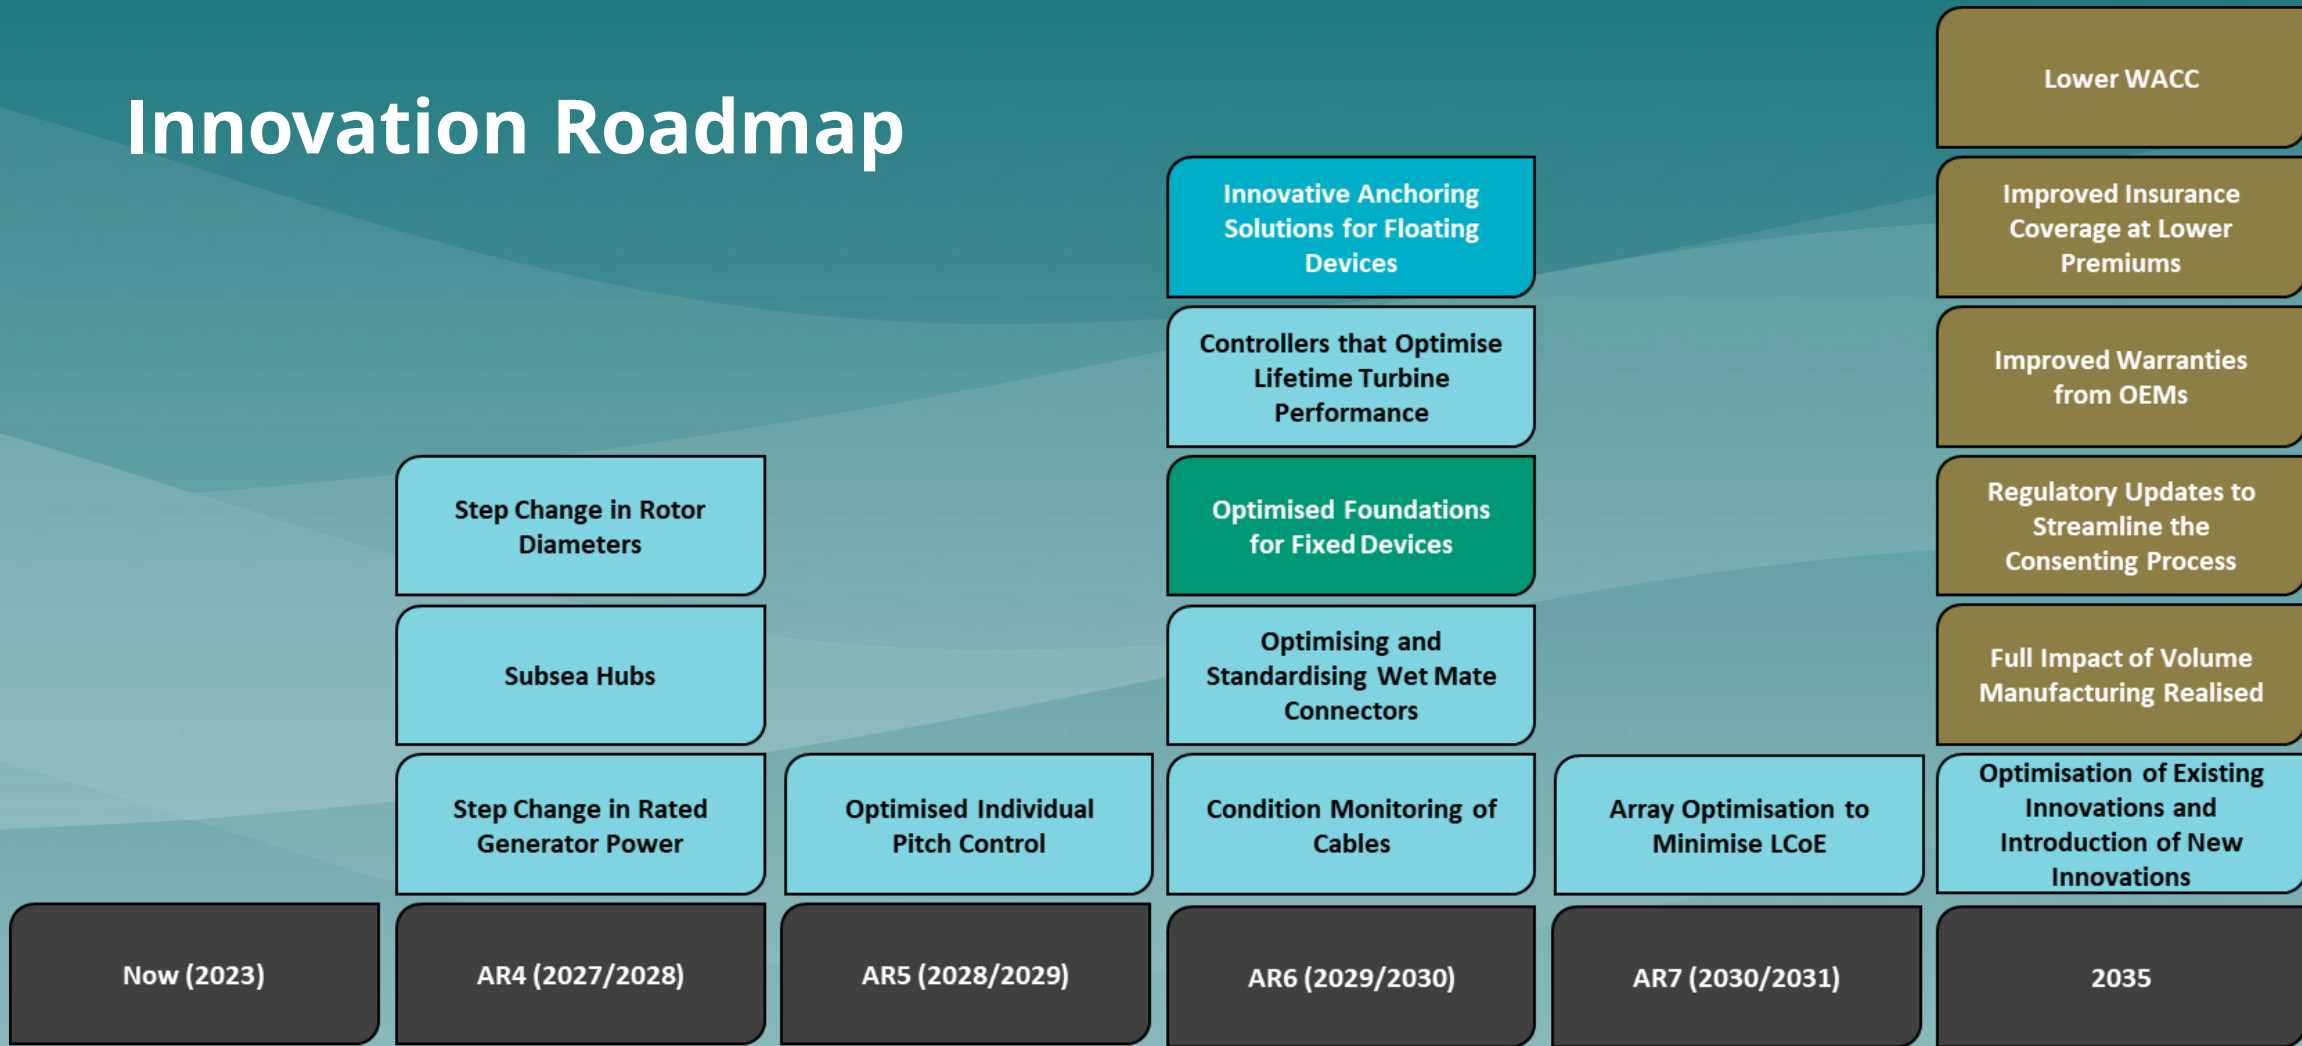 Innovation Roadmap
Step Change in Rotor
Diameters
Subsea Hubs
Step Change in Rated
Generator Power
Optimised Individual
Pitch Control
Innovative Anchoring
Solutions for Floating
Devices
Controllers that Optimise
Lifetime Turbine
Performance
Optimised Foundations
for Fixed Devices
Optimising and
Standardising Wet Mate
Connectors
Condition Monitoring of
Cables
Array Optimisation to
Minimise LCoE
Lower WACC
Improved Insurance
Coverage at Lower
Premiums
Improved Warranties
from OEMs
Regulatory Updates to
Streamline the
Consenting Process
Full Impact of Volume
Manufacturing Realised
Optimisation of Existing
Innovations and
Introduction of New
Innovations
Now (2023)
AR4 (2027/2028)
AR5 (2028/2029)
AR6 (2029/2030)
AR7 (2030/2031)
2035